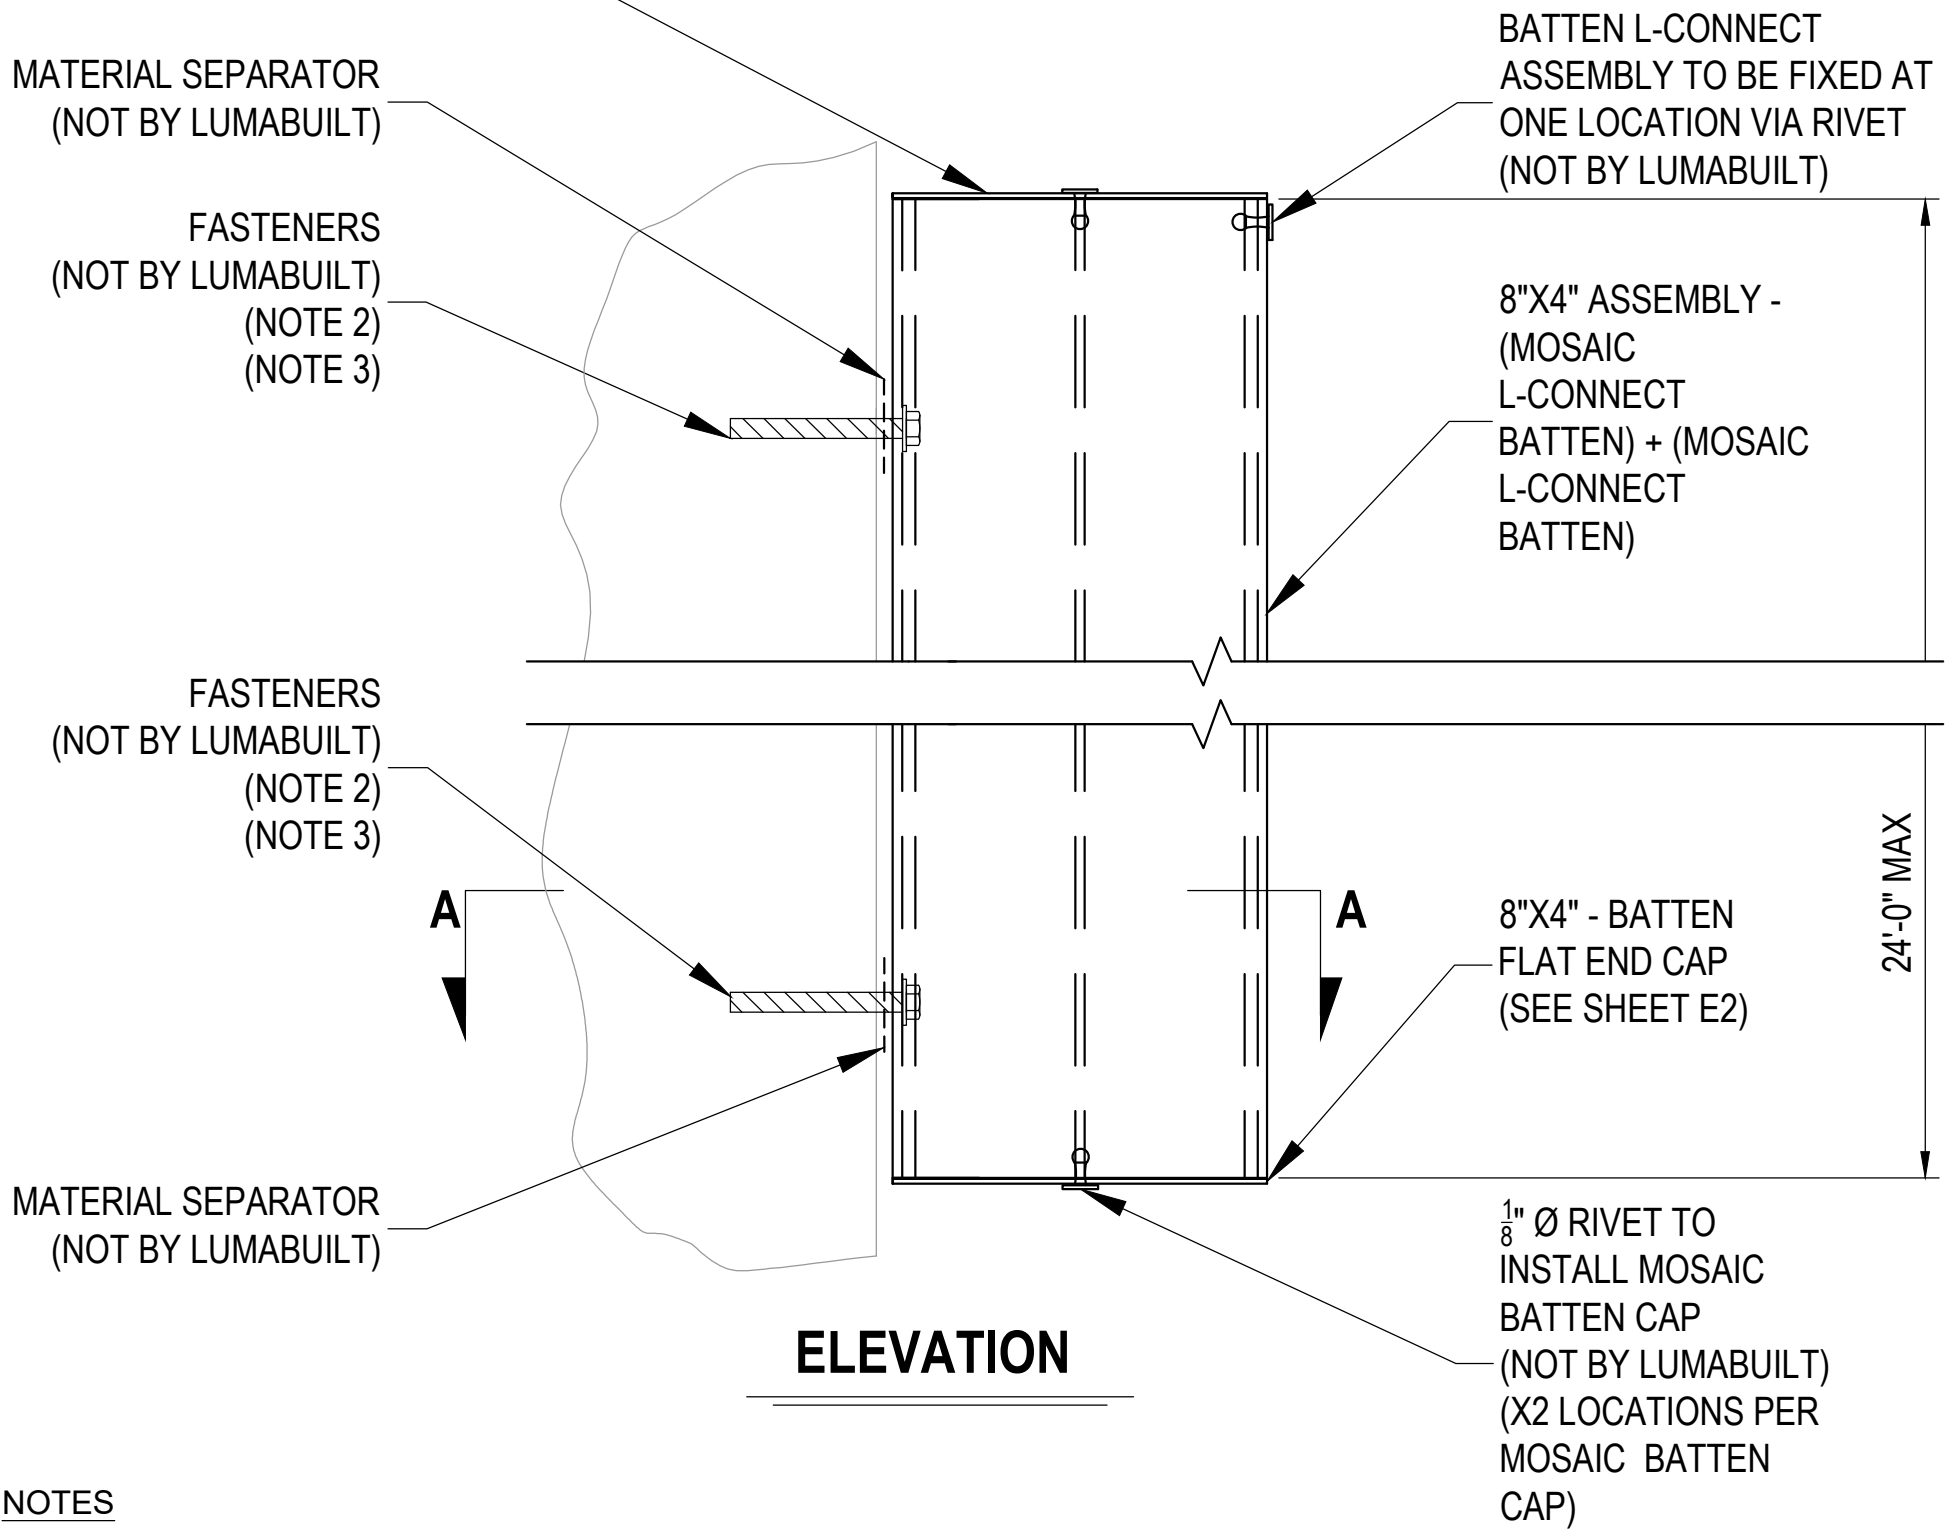 MATERIAL SEPARATOR
(NOT BY LUMABUILT)
FASTENERS
(NOT BY LUMABUILT)
(NOTE 2)
(NOTE 3)
FASTENERS
(NOT BY LUMABUILT)
(NOTE 2)
(NOTE 3)
A
MATERIAL SEPARATOR
(NOT BY LUMABUILT)
BATTEN L-CONNECT
ASSEMBLY TO BE FIXED AT
ONE LOCATION VIA RIVET
(NOT BY LUMABUILT)
8"X4" ASSEMBLY -
(MOSAIC
L-CONNECT
BATTEN) + (MOSAIC
L-CONNECT
BATTEN)
24'-0" MAX
A
8"X4" - BATTEN
FLAT END CAP
(SEE SHEET E2)
1/8" Ø RIVET TO
INSTALL MOSAIC
BATTEN CAP
(NOT BY LUMABUILT)
(X2 LOCATIONS PER
MOSAIC BATTEN
CAP)
ELEVATION
NOTES